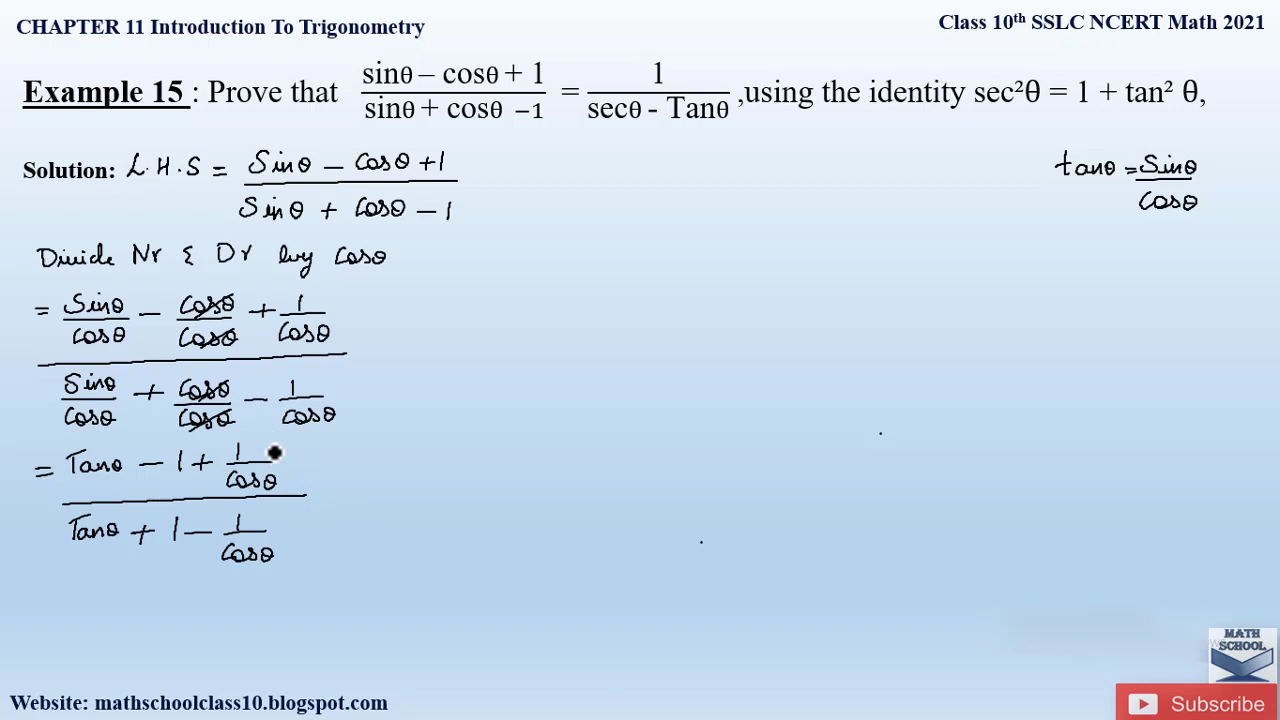 CHAPTER 11 Introduction To Trigonometry
Class 10th SSLC NCERT Math 2021
Example 15 : Prove that (sinθ – cosθ + 1)/(sinθ + cosθ −1) = 1/(secθ - Tanθ) ,using the identity sec²θ = 1 + tan² θ,
Solution: L.H.S = (Sinθ − Cosθ +1)/(Sinθ + Cosθ − 1)
tanθ = Sinθ/Cosθ
Divide Nr & Dr by Cosθ
= (Sinθ/Cosθ − Cosθ/Cosθ + 1/Cosθ)/(Sinθ/Cosθ + Cosθ/Cosθ − 1/Cosθ)
= (Tanθ − 1 + 1/Cosθ)/(Tanθ + 1 − 1/Cosθ)
MATH
SCHOOL
Website: mathschoolclass10.blogspot.com
Subscribe